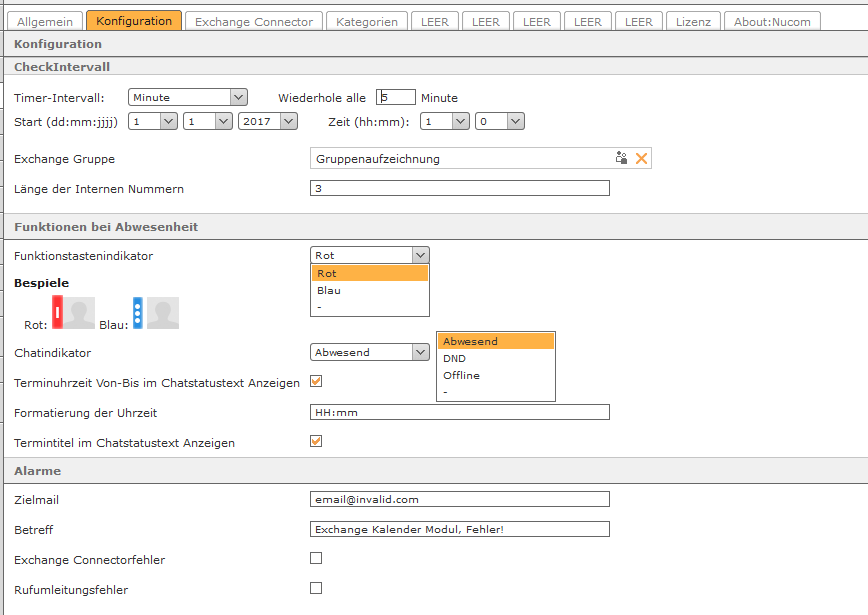 Allgemein Konfiguration Exchange Connector Kategorien LEER LEER LEER LEER LEER Lizenz About:Nucom
Konfiguration
CheckIntervall
Timer-Intervall: Minute Wiederhole alle 5 Minute
Start (dd:mm:jjjj) 1 1 2017 Zeit (hh:mm): 1 0
Exchange Gruppe Gruppenaufzeichnung
Länge der Internen Nummern 3
Funktionen bei Abwesenheit
Funktionstastenindikator Rot
Rot
Bespiele
Blau
-
Rot: Blau:
Chatindikator Abwesend
Abwesend
DND
Offline
-
Terminuhrzeit Von-Bis im Chatstatustext Anzeigen
Formatierung der Uhrzeit HH:mm
Termintitel im Chatstatustext Anzeigen
Alarme
Zielmail email@invalid.com
Betreff Exchange Kalender Modul, Fehler!
Exchange Connectorfehler
Rufumleitungsfehler